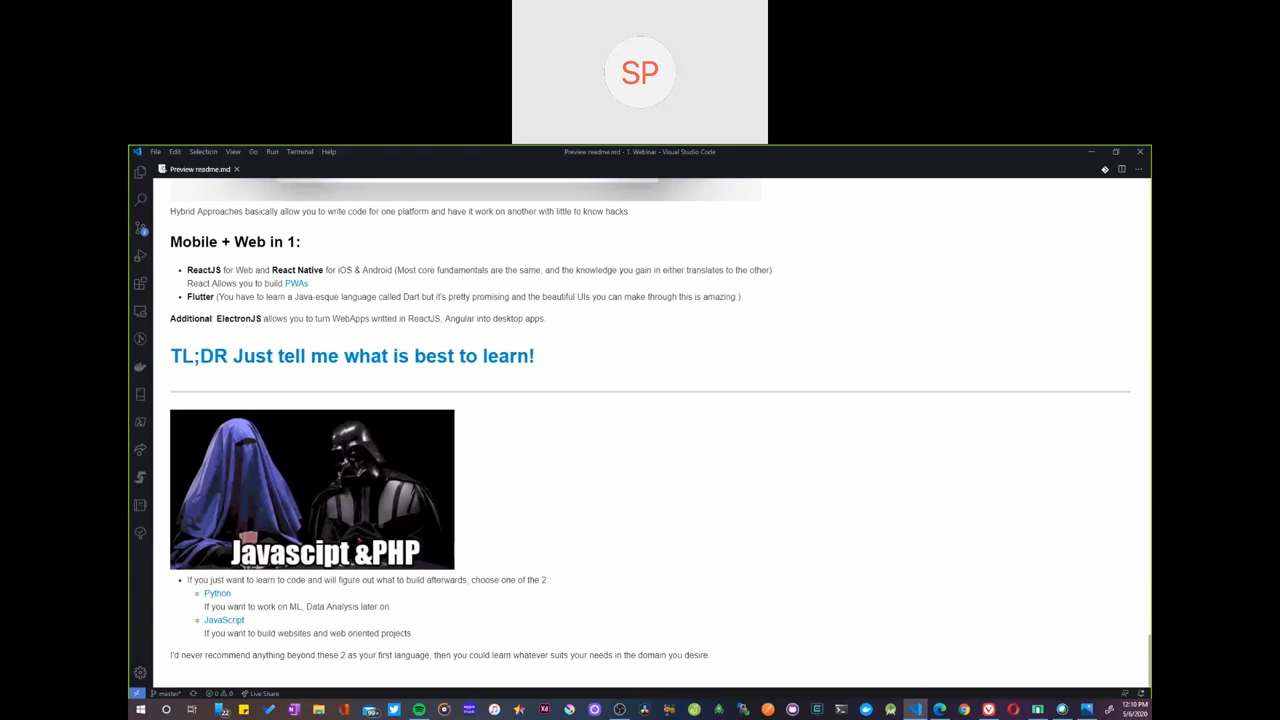 SP
File Edit Selection View Go Run Terminal Help
Preview readme.md - 1. Webinar - Visual Studio Code
Preview readme.md
Hybrid Approaches basically allow you to write code for one platform and have it work on another with little to know hacks.
Mobile + Web in 1:
ReactJS for Web and React Native for iOS & Android (Most core fundamentals are the same, and the knowledge you gain in either translates to the other)
React Allows you to build PWAs
Flutter (You have to learn a Java-esque language called Dart but it's pretty promising and the beautiful UIs you can make through this is amazing.)
Additional ElectronJS allows you to turn WebApps writted in ReactJS, Angular into desktop apps.
TL;DR Just tell me what is best to learn!
Javascipt &PHP
If you just want to learn to code and will figure out what to build afterwards, choose one of the 2:
Python
If you want to work on ML, Data Analysis later on.
JavaScript
If you want to build websites and web oriented projects.
I'd never recommend anything beyond these 2 as your first language, then you could learn whatever suits your needs in the domain you desire.
master* 0 0 Live Share
22 99+ Xd
12:10 PM
5/6/2020